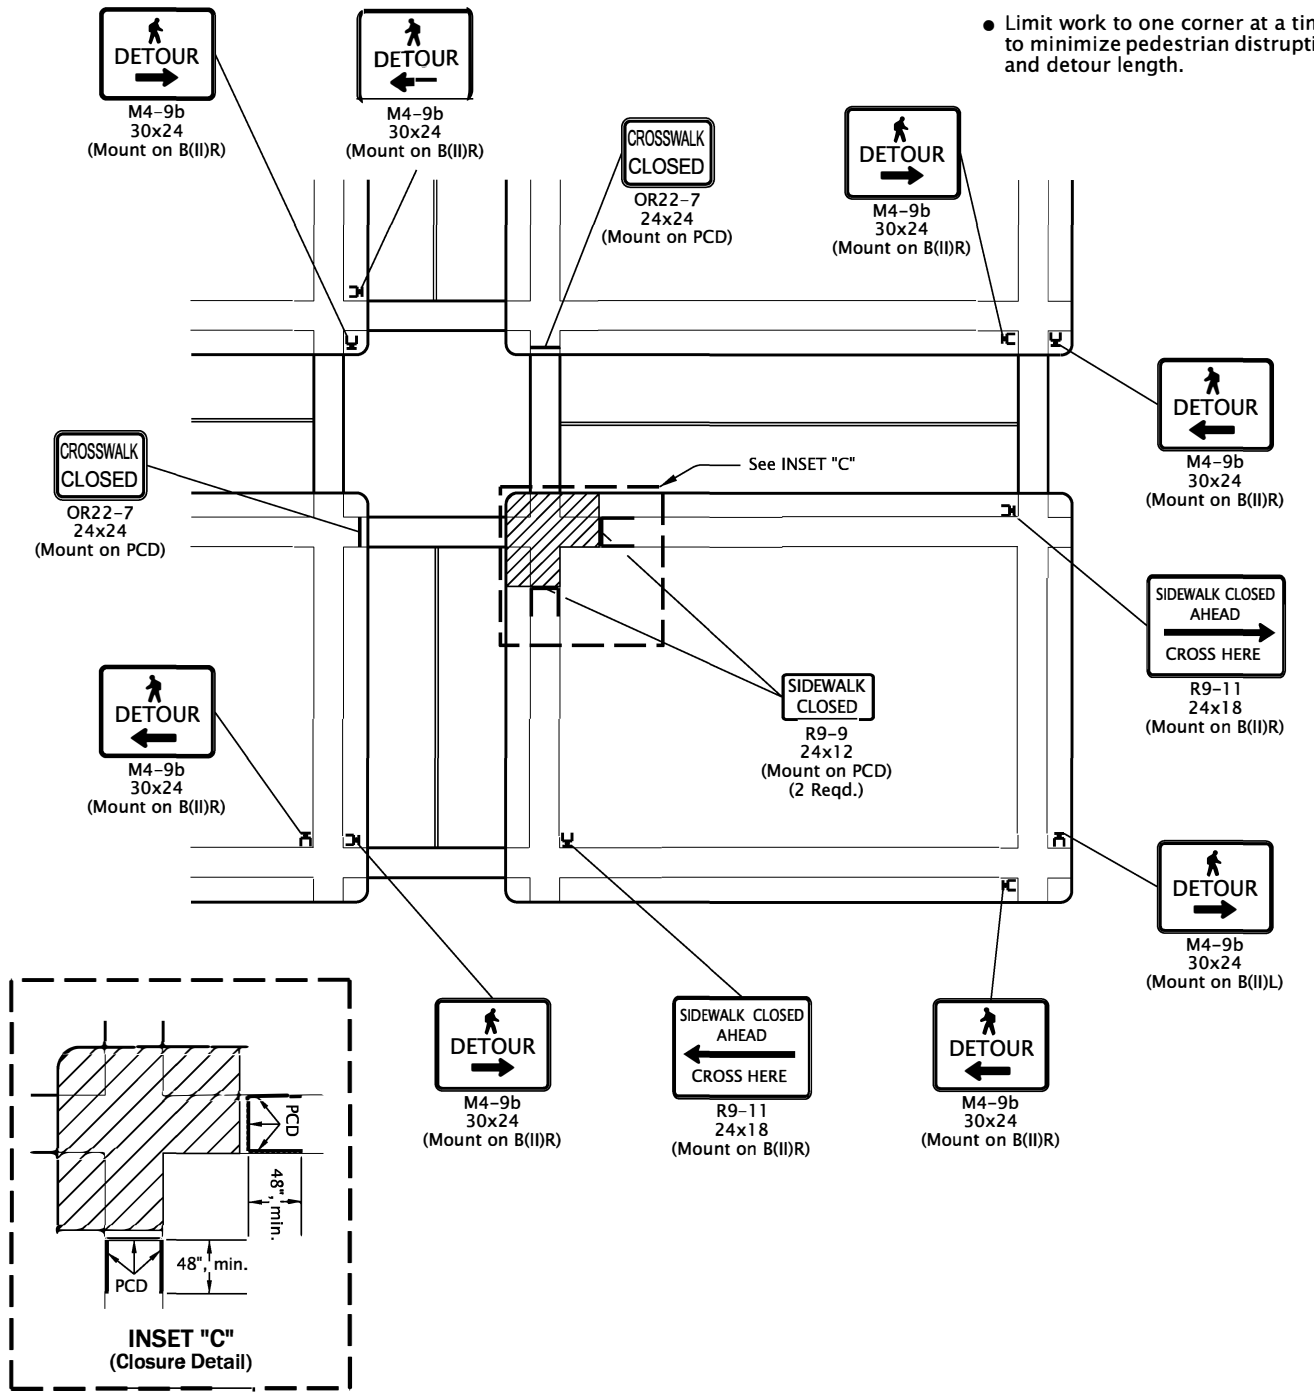 ● Limit work to one corner at a tim
to minimize pedestrian distrupti
and detour length.
DETOUR
M4-9b
30x24
(Mount on B(II)R)
DETOUR
M4-9b
30x24
(Mount on B(II)R)
CROSSWALK
CLOSED
OR22-7
24x24
(Mount on PCD)
DETOUR
M4-9b
30x24
(Mount on B(II)R)
DETOUR
M4-9b
30x24
(Mount on B(II)R)
CROSSWALK
CLOSED
OR22-7
24x24
(Mount on PCD)
See INSET "C"
SIDEWALK CLOSED
AHEAD
CROSS HERE
R9-11
24x18
(Mount on B(II)R)
SIDEWALK
CLOSED
R9-9
24x12
(Mount on PCD)
(2 Reqd.)
DETOUR
M4-9b
30x24
(Mount on B(II)R)
DETOUR
M4-9b
30x24
(Mount on B(II)L)
DETOUR
M4-9b
30x24
(Mount on B(II)R)
SIDEWALK CLOSED
AHEAD
CROSS HERE
R9-11
24x18
(Mount on B(II)R)
DETOUR
M4-9b
30x24
(Mount on B(II)R)
PCD
48", min.
48", min.
PCD
INSET "C"
(Closure Detail)